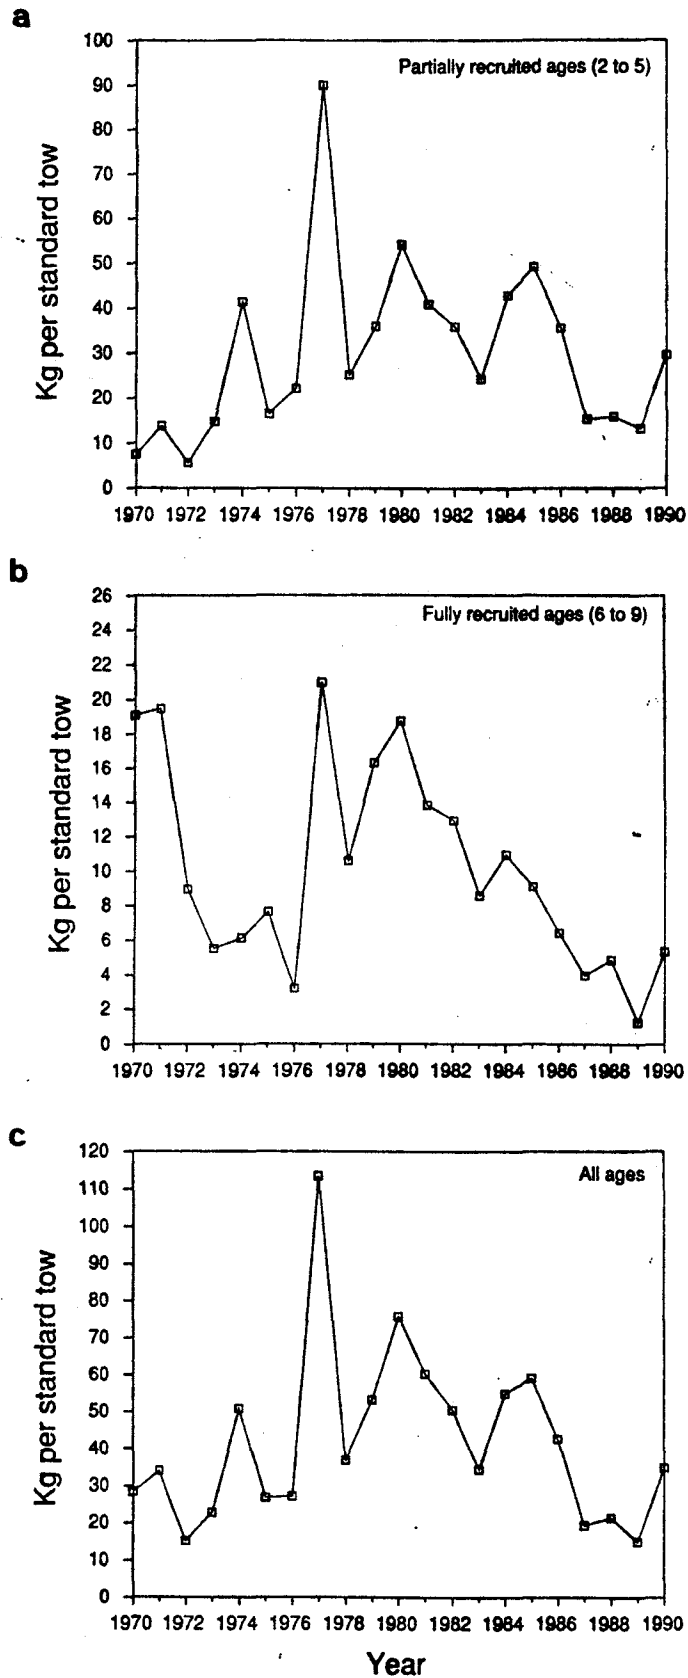 a
Partially recruited ages (2 to 5)
Kg per standard tow
100
90
80
70
60
50
40
30
20
10
0
1970 1972 1974 1976 1978 1980 1982 1984 1986 1988 1990
b
Fully recruited ages (6 to 9)
Kg per standard tow
26
24
22
20
18
16
14
12
10
8
6
4
2
0
1970 1972 1974 1976 1978 1980 1982 1984 1986 1988 1990
c
All ages
Kg per standard tow
120
110
100
90
80
70
60
50
40
30
20
10
0
1970 1972 1974 1976 1978 1980 1982 1984 1986 1988 1990
Year